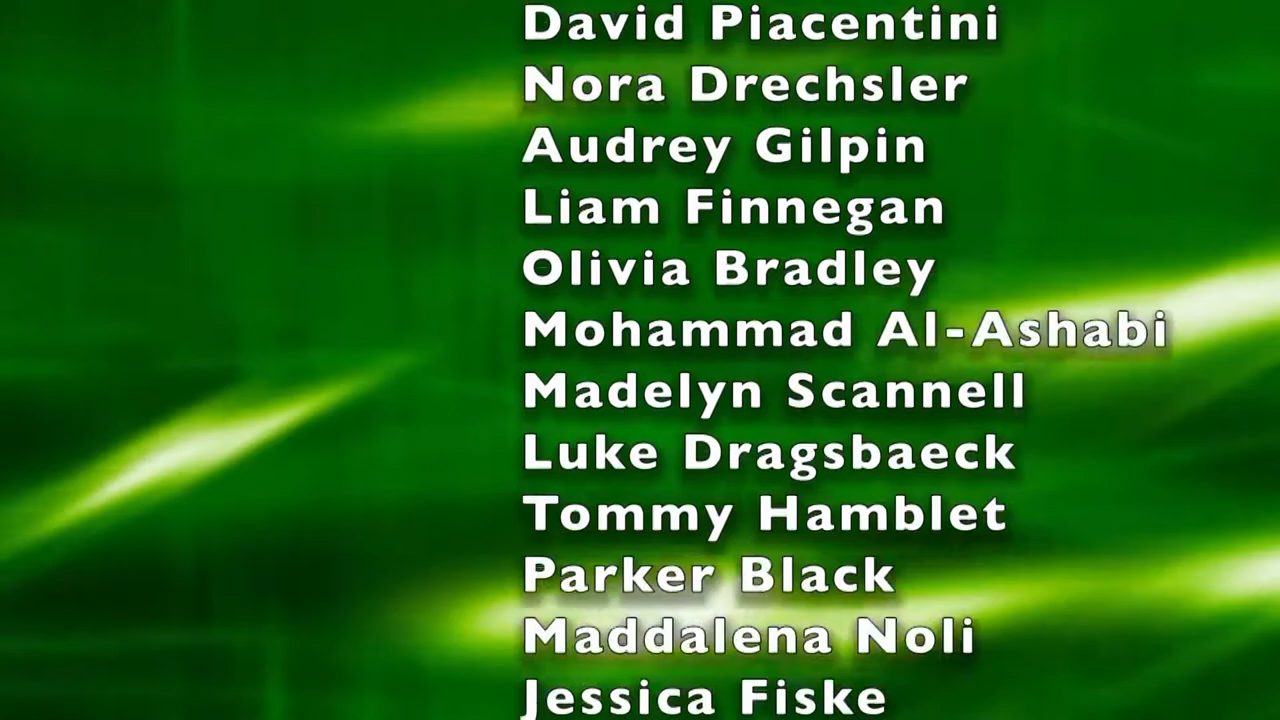 David Piacentini
Nora Drechsler
Audrey Gilpin
Liam Finnegan
Olivia Bradley
Mohammad Al-Ashabi
Madelyn Scannell
Luke Dragsbaeck
Tommy Hamblet
Parker Black
Maddalena Noli
Jessica Fiske